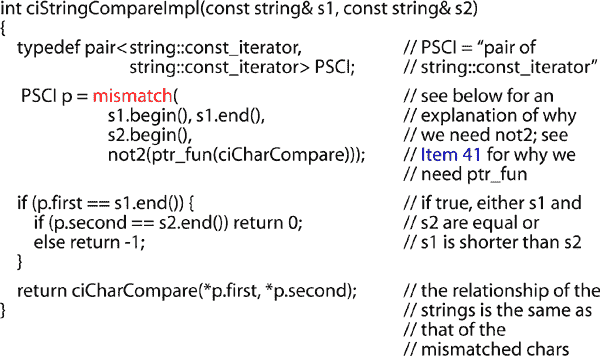 int ciStringCompareImpl(const string& s1, const string& s2)
{
typedef pair<string::const_iterator, // PSCI = “pair of
string::const_iterator> PSCI; // string::const_iterator”
PSCI p = mismatch( // see below for an
s1.begin(), s1.end(), // explanation of why
s2.begin(), // we need not2; see
not2(ptr_fun(ciCharCompare))); // Item 41 for why we
// need ptr_fun
if (p.first == s1.end()) { // if true, either s1 and
if (p.second == s2.end()) return 0; // s2 are equal or
else return -1; // s1 is shorter than s2
}
return ciCharCompare(*p.first, *p.second); // the relationship of the
} // strings is the same as
// that of the
// mismatched chars